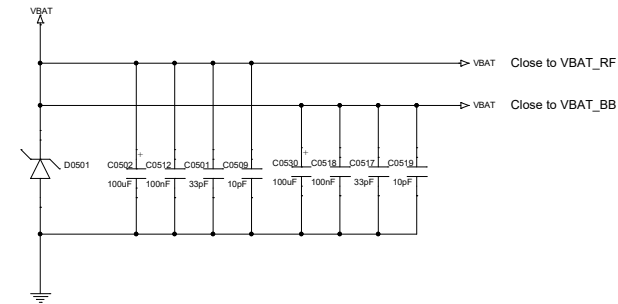 VBAT
VBAT Close to VBAT_RF
VBAT Close to VBAT_BB
+ +
D0501 C0502 C0512 C0501 C0509 C0530 C0518 C0517 C0519
100uF 100nF 33pF 10pF 100uF 100nF 33pF 10pF